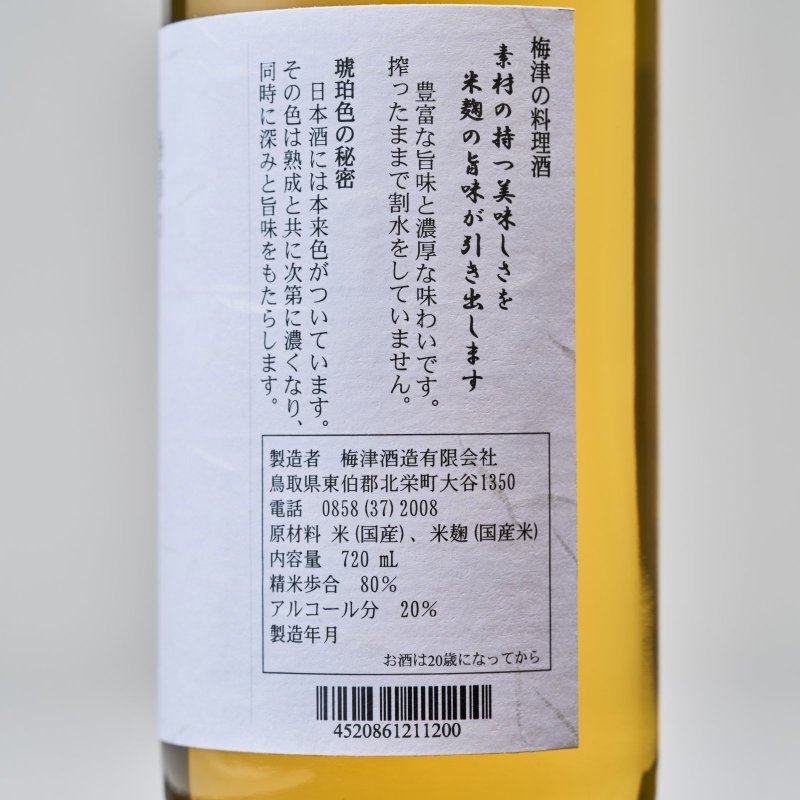 梅津の料理酒
素材の持つ美味しさを
米麹の旨味が引き出します
豊富な旨味と濃厚な味わいです。
搾ったままで割水をしていません。
琥珀色の秘密
日本酒には本来色がついています。
その色は熟成と共に次第に濃くなり、
同時に深みと旨味をもたらします。
製造者 梅津酒造有限会社
鳥取県東伯郡北栄町大谷1350
電話 0858(37)2008
原材料 米(国産)、米麹(国産米)
内容量 720 mL
精米歩合 80%
アルコール分 20%
製造年月
お酒は20歳になってから
4520861211200